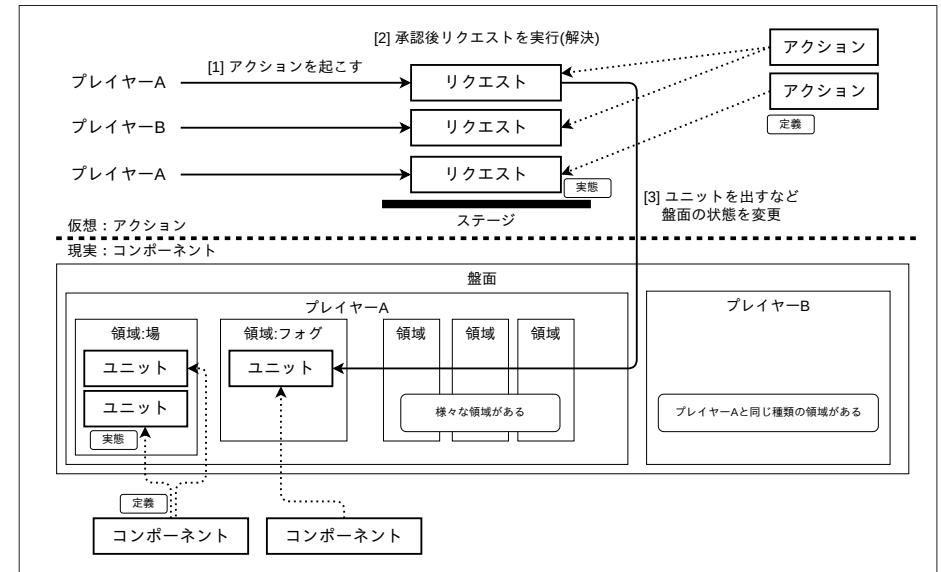 [2] 承認後リクエストを実行(解決)
アクション
[1] アクションを起こす
プレイヤーA
リクエスト
アクション
プレイヤーB
リクエスト
定義
プレイヤーA
リクエスト
実態
[3] ユニットを出すなど
盤面の状態を変更
ステージ
仮想：アクション
現実：コンポーネント
盤面
プレイヤーA
プレイヤーB
領域:場
領域:フォグ
領域
領域
領域
ユニット
ユニット
ユニット
様々な領域がある
プレイヤーAと同じ種類の領域がある
実態
定義
コンポーネント
コンポーネント